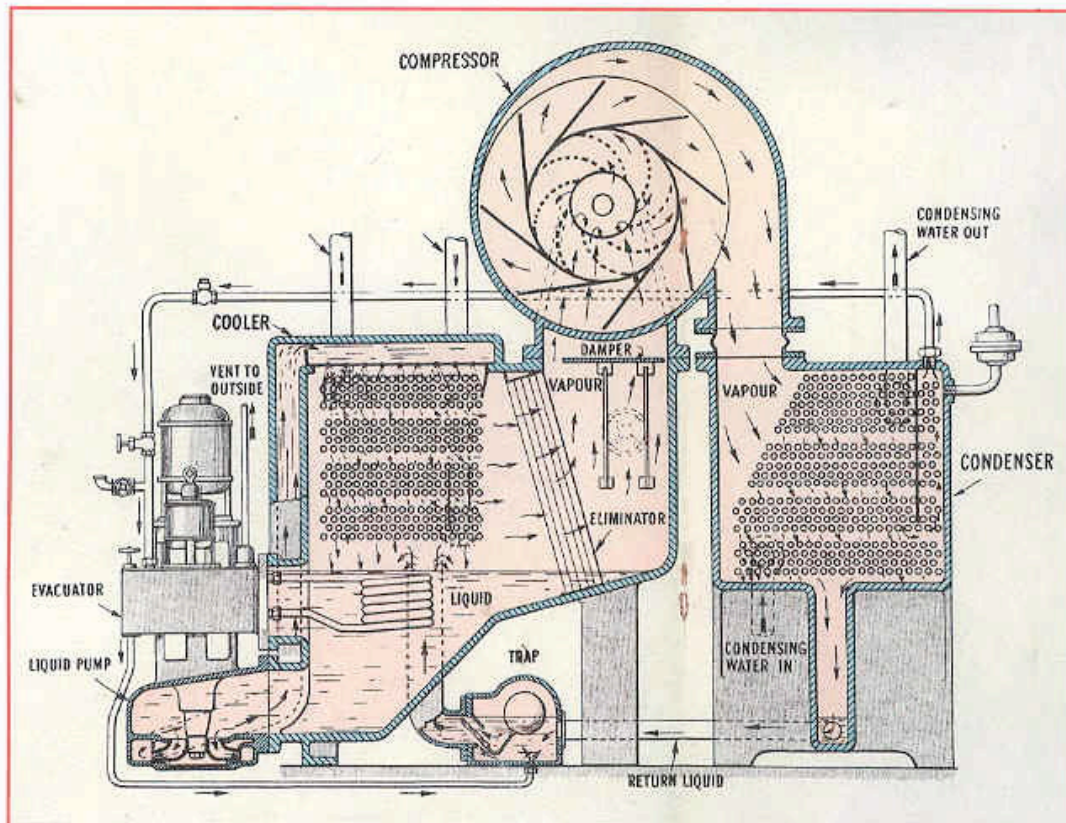 COMPRESSOR
CONDENSING
WATER OUT
COOLER
DAMPER
VENT TO
OUTSIDE
VAPOUR
VAPOUR
CONDENSER
ELIMINATOR
EVACUATOR
LIQUID
CONDENSING
WATER IN
LIQUID PUMP
TRAP
RETURN LIQUID